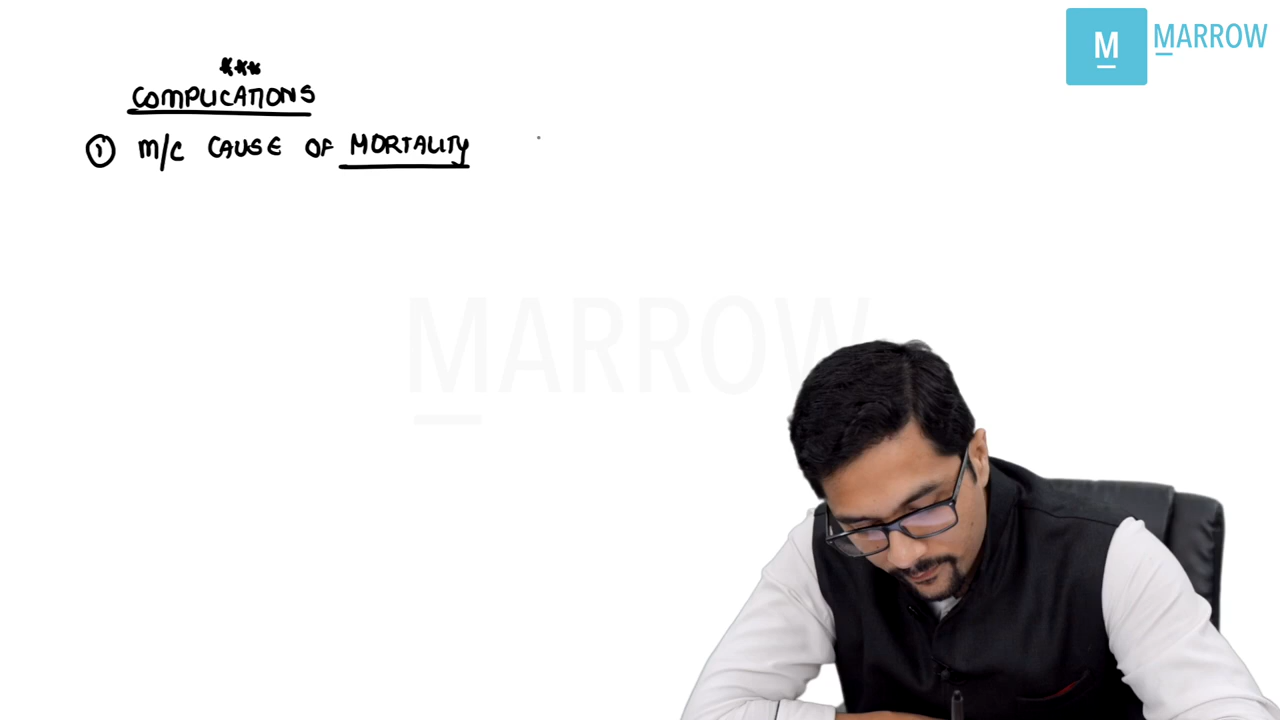 M MARROW
***
COMPLICATIONS
① M/C CAUSE OF MORTALITY
MARROW